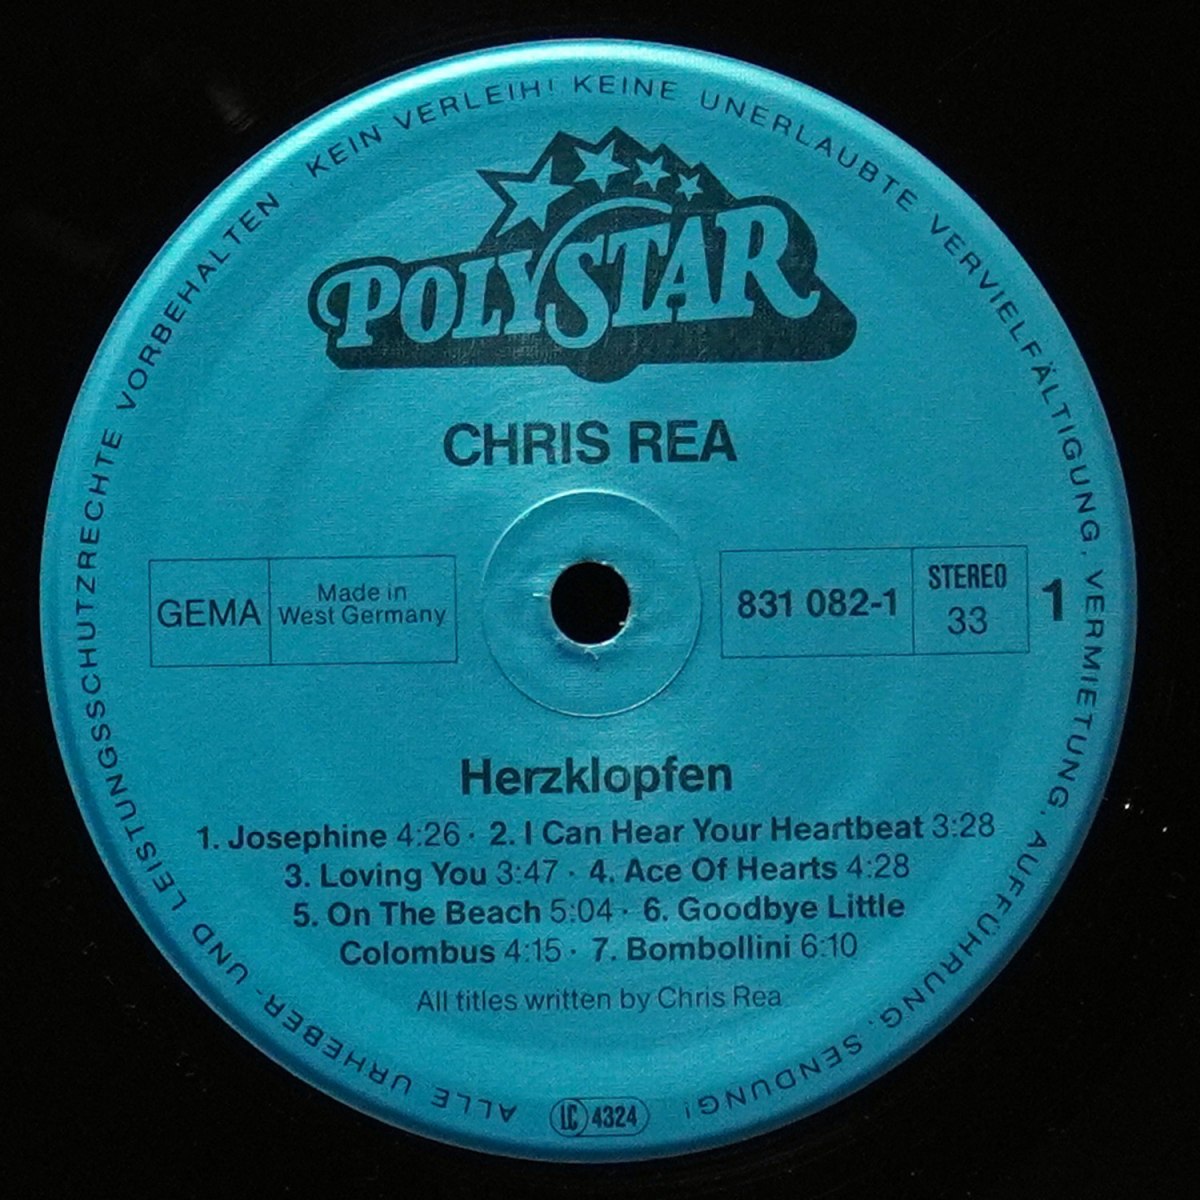 ALLE URHEBER- UND LEISTUNGSSCHUTZRECHTE VORBEHALTEN · KEIN VERLEIH! KEINE UNERLAUBTE VERVIELFÄLTIGUNG, VERMIETUNG, AUFFÜHRUNG, SENDUNG!
POLYSTAR
CHRIS REA
GEMA
Made in
West Germany
831 082-1
STEREO
33
1
Herzklopfen
1. Josephine 4:26 · 2. I Can Hear Your Heartbeat 3:28
3. Loving You 3:47 · 4. Ace Of Hearts 4:28
5. On The Beach 5:04 · 6. Goodbye Little
Colombus 4:15 · 7. Bombollini 6:10
All titles written by Chris Rea
LC 4324